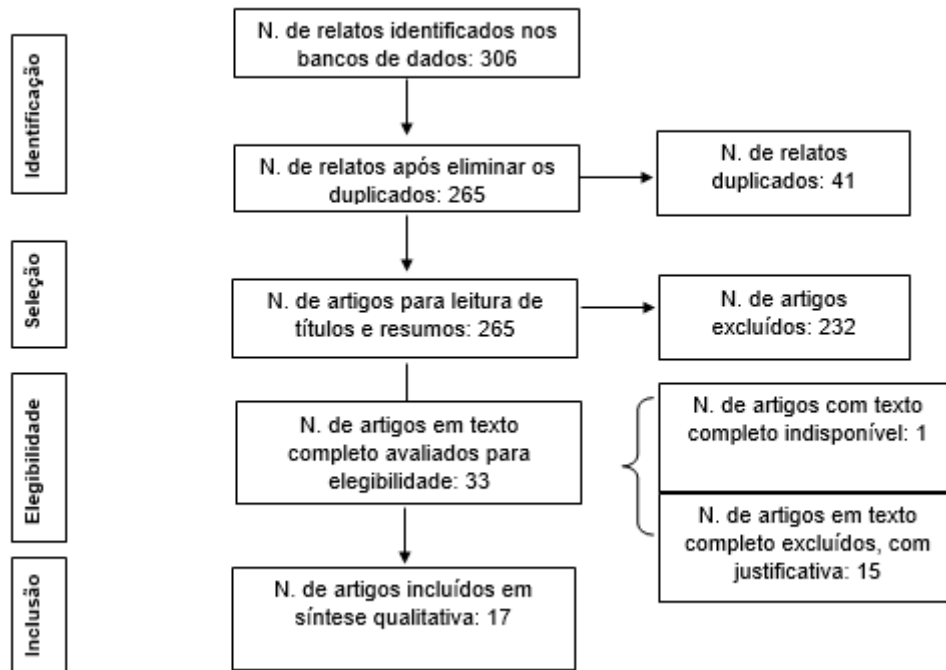 Identificação
N. de relatos identificados nos
bancos de dados: 306
N. de relatos após eliminar os
duplicados: 265
N. de relatos
duplicados: 41
Seleção
N. de artigos para leitura de
títulos e resumos: 265
N. de artigos
excluídos: 232
Elegibilidade
N. de artigos em texto
completo avaliados para
elegibilidade: 33
N. de artigos com texto
completo indisponível: 1
N. de artigos em texto
completo excluídos, com
justificativa: 15
Inclusão
N. de artigos incluídos em
síntese qualitativa: 17